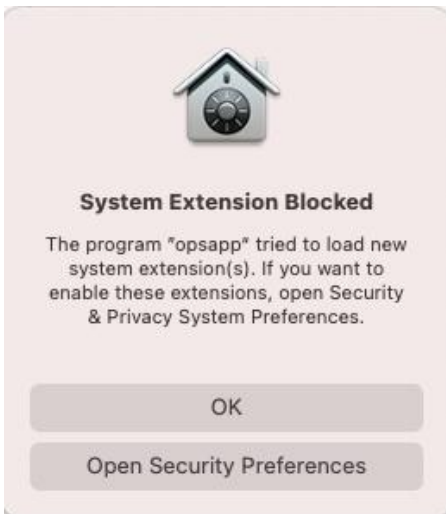 System Extension Blocked
The program "opsapp" tried to load new
system extension(s). If you want to
enable these extensions, open Security
& Privacy System Preferences.
OK
Open Security Preferences